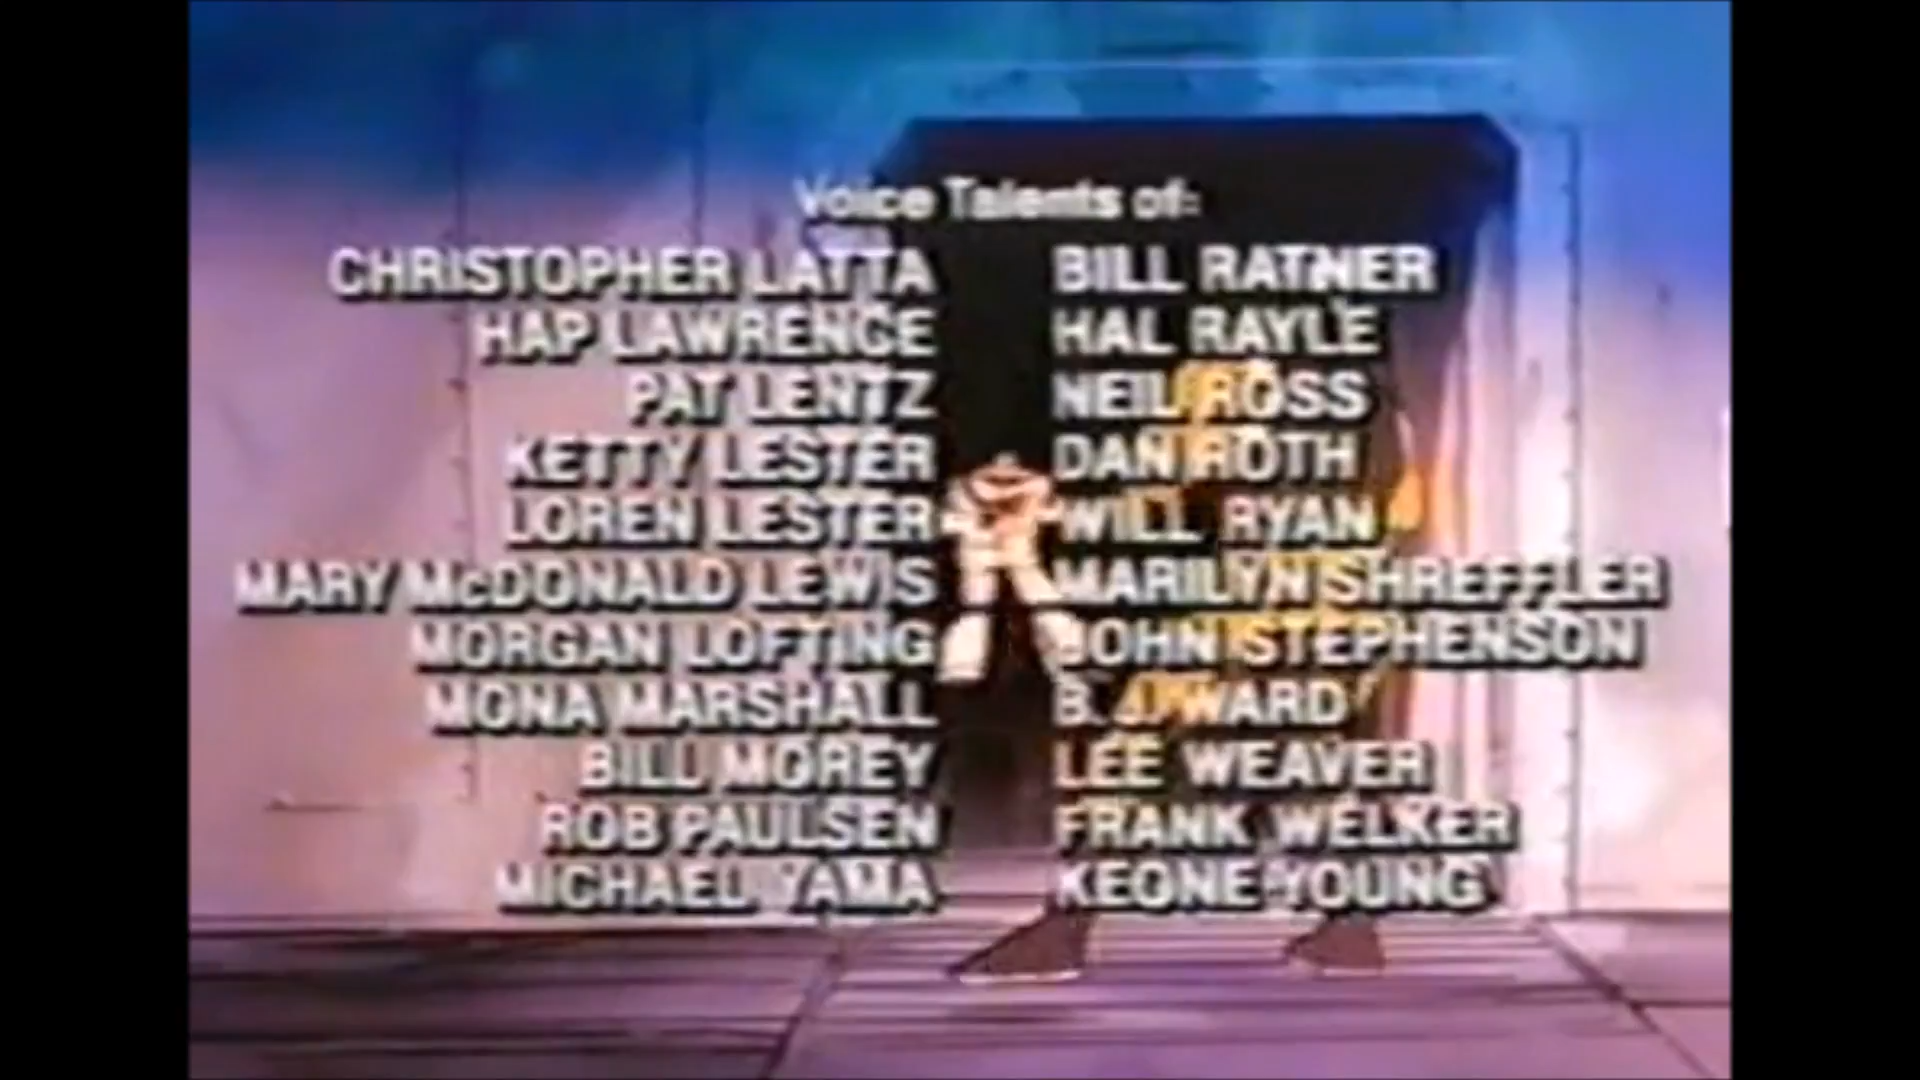 Voice Talents of:
CHRISTOPHER LATTA BILL RATNER
HAP LAWRENCE HAL RAYLE
PAT LENTZ NEIL ROSS
KETTY LESTER DAN ROTH
LOREN LESTER WILL RYAN
MARY McDONALD LEWIS MARILYN SHREFFLER
MORGAN LOFTING JOHN STEPHENSON
MONA MARSHALL B. J. WARD
BILL MOREY LEE WEAVER
ROB PAULSEN FRANK WELKER
MICHAEL YAMA KEONE YOUNG